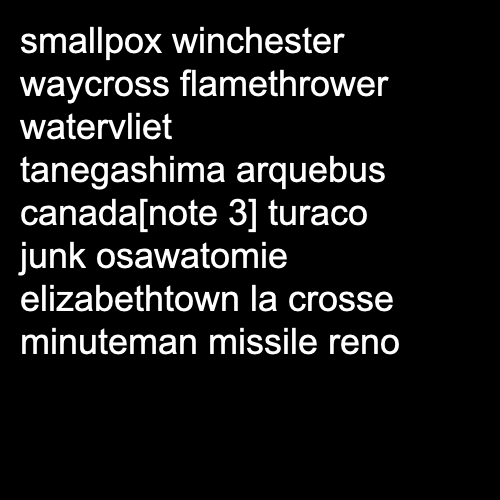 smallpox winchester
waycross flamethrower
watervliet
tanegashima arquebus
canada[note 3] turaco
junk osawatomie
elizabethtown la crosse
minuteman missile reno